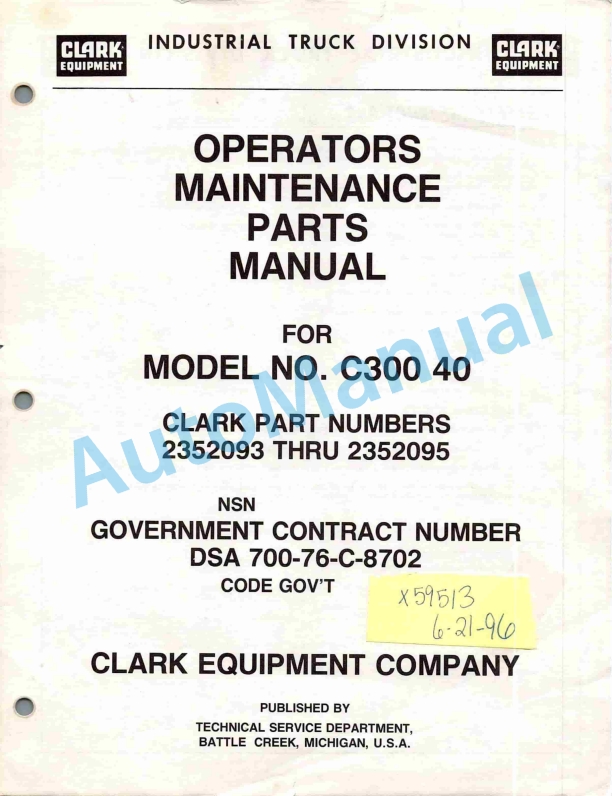 CLARK
EQUIPMENT
INDUSTRIAL TRUCK DIVISION
CLARK
EQUIPMENT
OPERATORS
MAINTENANCE
PARTS
MANUAL
FOR
MODEL NO. C300 40
CLARK PART NUMBERS
2352093 THRU 2352095
NSN
GOVERNMENT CONTRACT NUMBER
DSA 700-76-C-8702
CODE GOV'T
X59513
6-21-96
CLARK EQUIPMENT COMPANY
PUBLISHED BY
TECHNICAL SERVICE DEPARTMENT,
BATTLE CREEK, MICHIGAN, U.S.A.
AutoManual